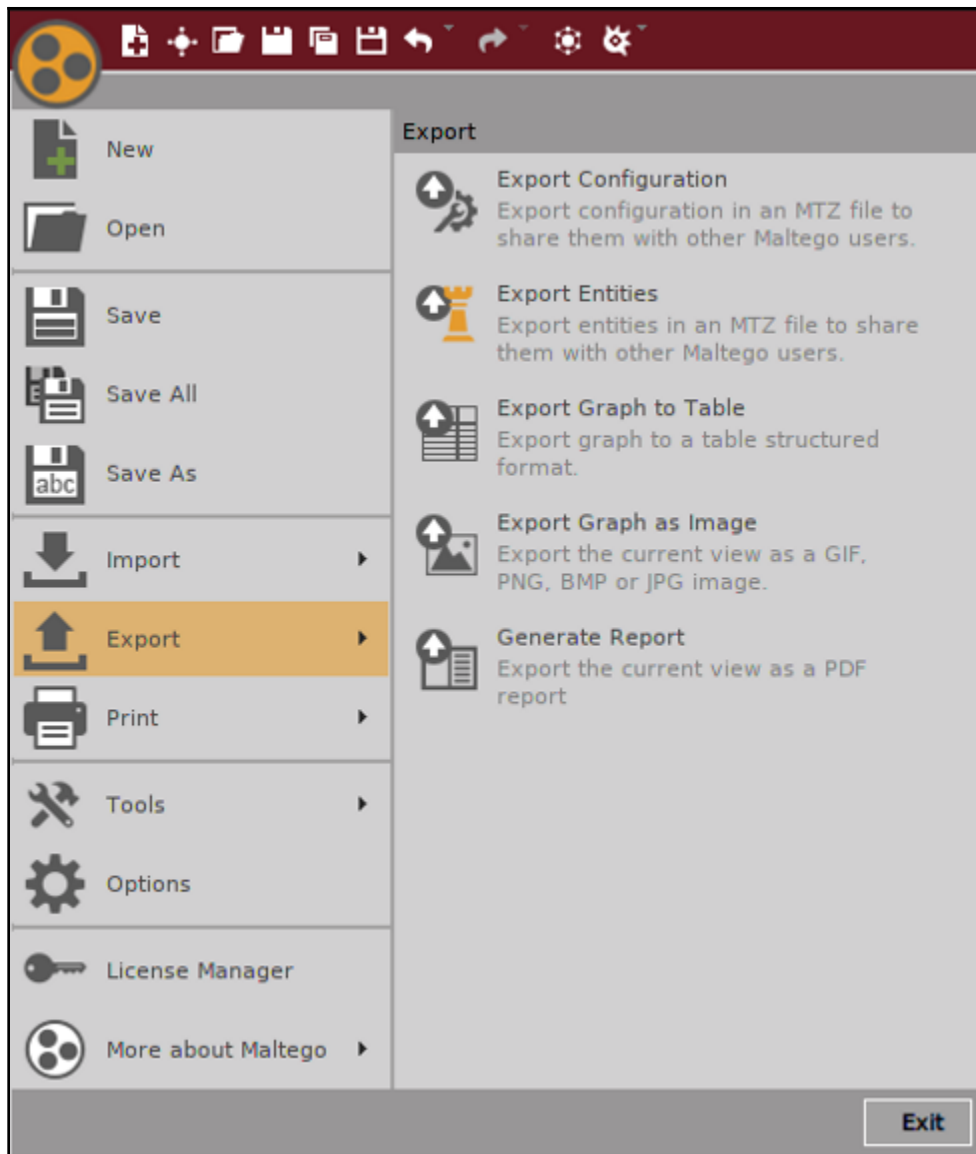 New
Open
Save
Save All
abc
Save As
Import
Export
Print
Tools
Options
License Manager
More about Maltego
Export
Export Configuration
Export configuration in an MTZ file to
share them with other Maltego users.
Export Entities
Export entities in an MTZ file to share
them with other Maltego users.
Export Graph to Table
Export graph to a table structured
format.
Export Graph as Image
Export the current view as a GIF,
PNG, BMP or JPG image.
Generate Report
Export the current view as a PDF
report
Exit